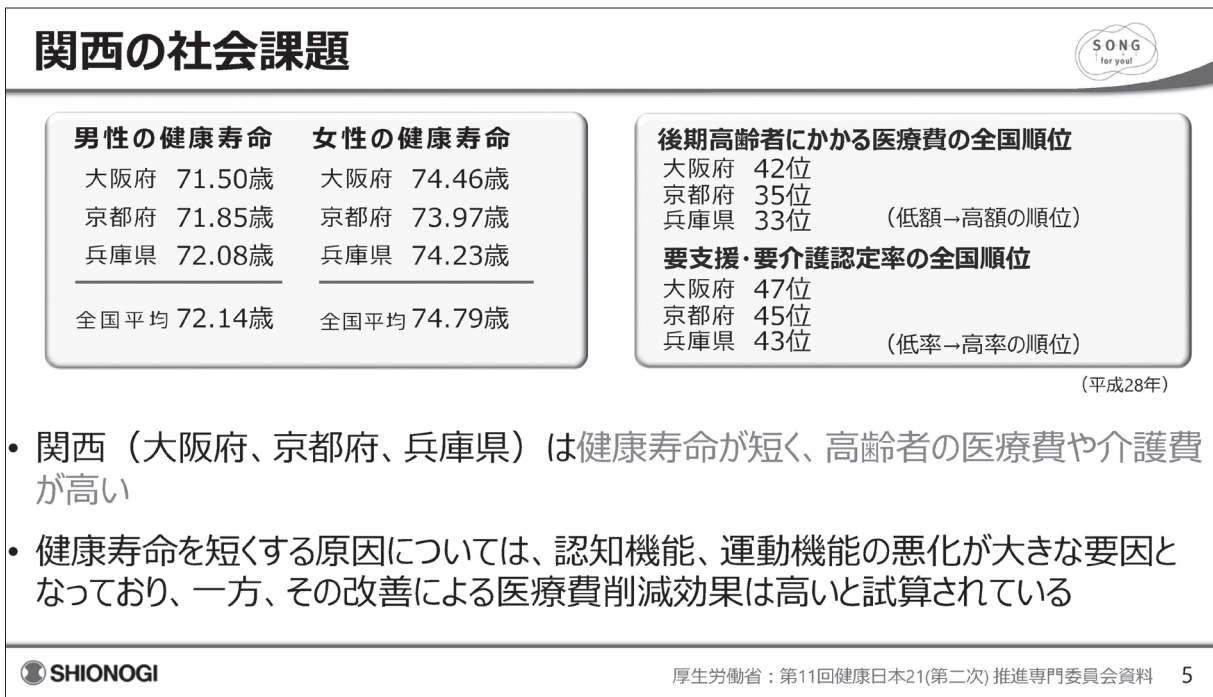 関西の社会課題
SONG
for you!
男性の健康寿命
大阪府 71.50歳
京都府 71.85歳
兵庫県 72.08歳
全国平均 72.14歳
女性の健康寿命
大阪府 74.46歳
京都府 73.97歳
兵庫県 74.23歳
全国平均 74.79歳
後期高齢者にかかる医療費の全国順位
大阪府 42位
京都府 35位
兵庫県 33位 （低額→高額の順位）
要支援・要介護認定率の全国順位
大阪府 47位
京都府 45位
兵庫県 43位 （低率→高率の順位）
（平成28年）
• 関西（大阪府、京都府、兵庫県）は健康寿命が短く、高齢者の医療費や介護費
が高い
• 健康寿命を短くする原因については、認知機能、運動機能の悪化が大きな要因と
なっており、一方、その改善による医療費削減効果は高いと試算されている
SHIONOGI
厚生労働省：第11回健康日本21(第二次) 推進専門委員会資料 5